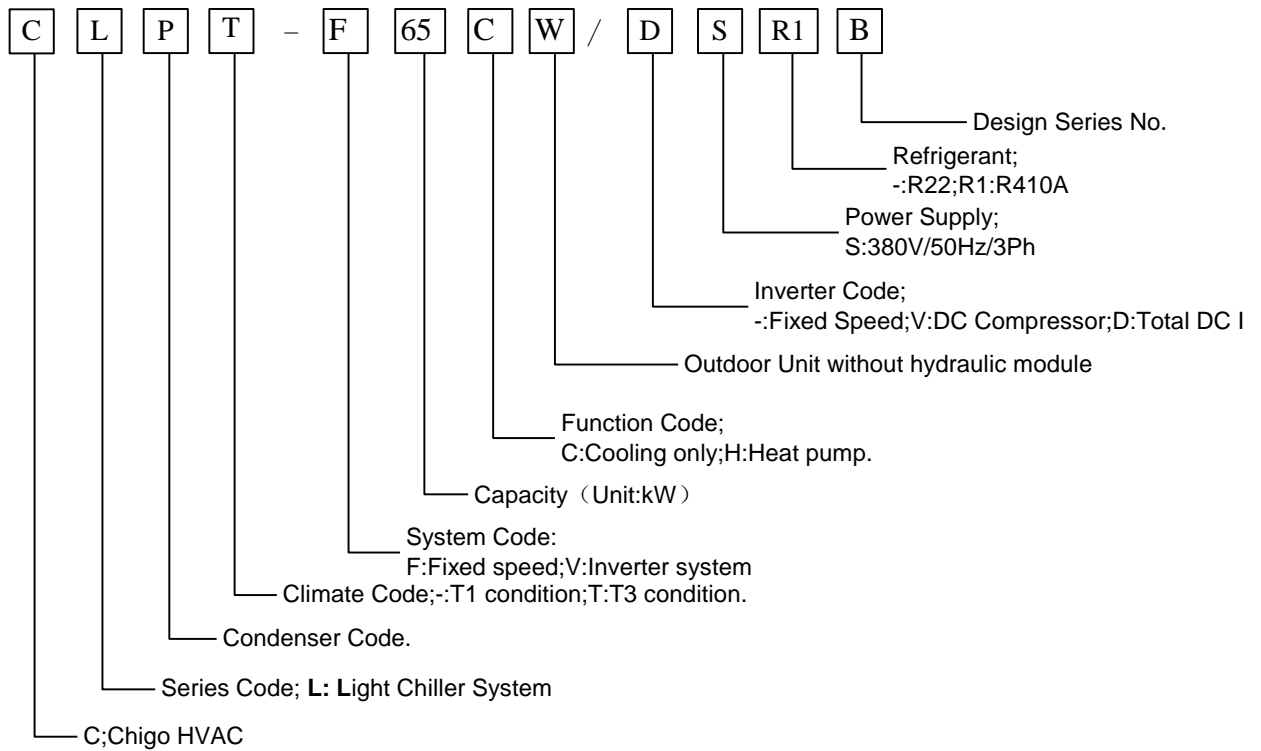 C L P T - F 65 C W / D S R1 B
Design Series No.
Refrigerant;
-:R22;R1:R410A
Power Supply;
S:380V/50Hz/3Ph
Inverter Code;
-:Fixed Speed;V:DC Compressor;D:Total DC I
Outdoor Unit without hydraulic module
Function Code;
C:Cooling only;H:Heat pump.
Capacity（Unit:kW）
System Code:
F:Fixed speed;V:Inverter system
Climate Code;-:T1 condition;T:T3 condition.
Condenser Code.
Series Code; L: Light Chiller System
C;Chigo HVAC